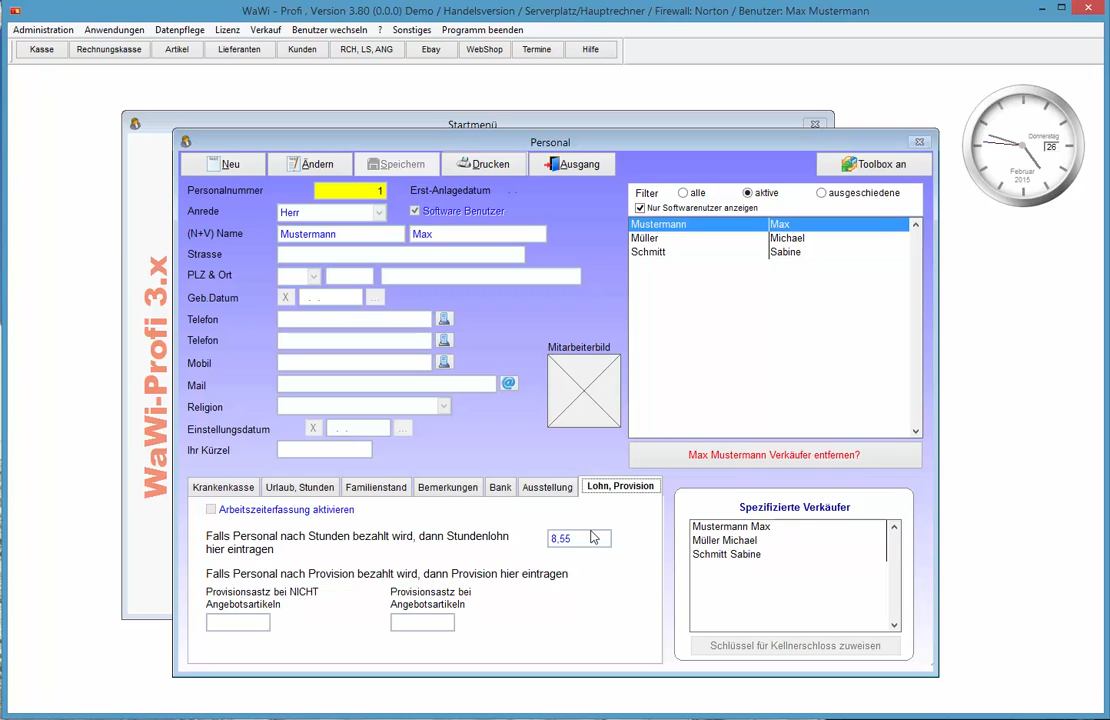 WaWi - Profi . Version 3.80 (0.0.0) Demo / Handelsversion / Serverplatz/Hauptrechner / Firewall: Norton / Benutzer: Max Mustermann
Administration Anwendungen Datenpflege Lizenz Verkauf Benutzer wechseln ? Sonstiges Programm beenden
Kasse Rechnungskasse Artikel Lieferanten Kunden RCH, LS, ANG Ebay WebShop Termine Hilfe
Startmenü
Donnerstag
26
Februar
2015
WaWi-Profi 3.x
Personal
Neu Ändern Speichern Drucken Ausgang Toolbox an
Personalnummer 1 Erst-Anlagedatum . .
Anrede Herr Software Benutzer
(N+V) Name Mustermann Max
Strasse
PLZ & Ort
Geb.Datum X . . ...
Telefon
Telefon
Mobil
Mail @
Religion
Einstellungsdatum X . . ...
Ihr Kürzel
Mitarbeiterbild
Filter alle aktive ausgeschiedene
Nur Softwarenutzer anzeigen
Mustermann Max
Müller Michael
Schmitt Sabine
Max Mustermann Verkäufer entfernen?
Krankenkasse Urlaub, Stunden Familienstand Bemerkungen Bank Ausstellung Lohn, Provision
Arbeitszeiterfassung aktivieren
Falls Personal nach Stunden bezahlt wird, dann Stundenlohn
hier eintragen
8,55
Falls Personal nach Provision bezahlt wird, dann Provision hier eintragen
Provisionsastz bei NICHT
Angebotsartikeln
Provisionsastz bei
Angebotsartikeln
Spezifizierte Verkäufer
Mustermann Max
Müller Michael
Schmitt Sabine
Schlüssel für Kellnerschloss zuweisen